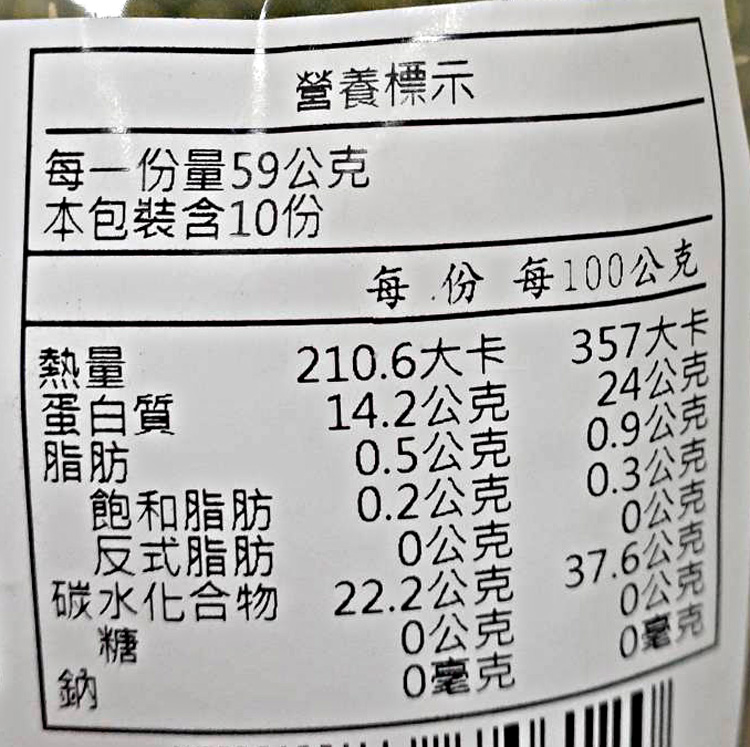 營養標示
每一份量59公克
本包裝含10份
每份 每100公克
熱量 210.6大卡 357大卡
蛋白質 14.2公克 24公克
脂肪 0.5公克 0.9公克
飽和脂肪 0.2公克 0.3公克
反式脂肪 0公克 0公克
碳水化合物 22.2公克 37.6公克
糖 0公克 0公克
鈉 0毫克 0毫克